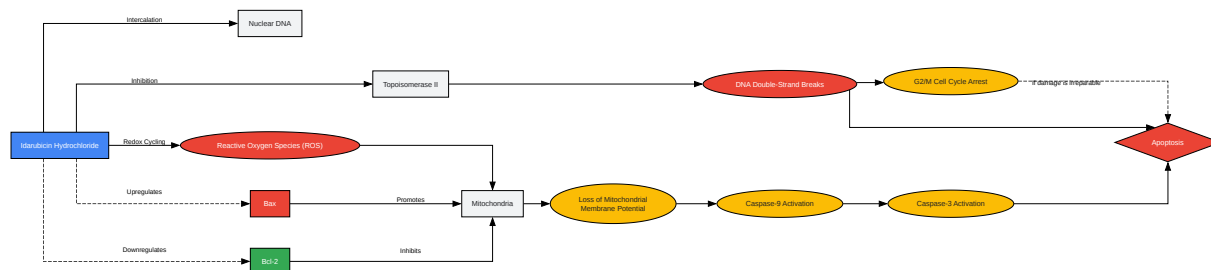 Intercalation
Nuclear DNA
Inhibition
Topoisomerase II
DNA Double-Strand Breaks
G2/M Cell Cycle Arrest
If damage is irreparable
Idarubicin Hydrochloride
Redox Cycling
Reactive Oxygen Species (ROS)
Apoptosis
Upregulates
Bax
Promotes
Mitochondria
Loss of Mitochondrial
Membrane Potential
Caspase-9 Activation
Caspase-3 Activation
Downregulates
Bcl-2
Inhibits